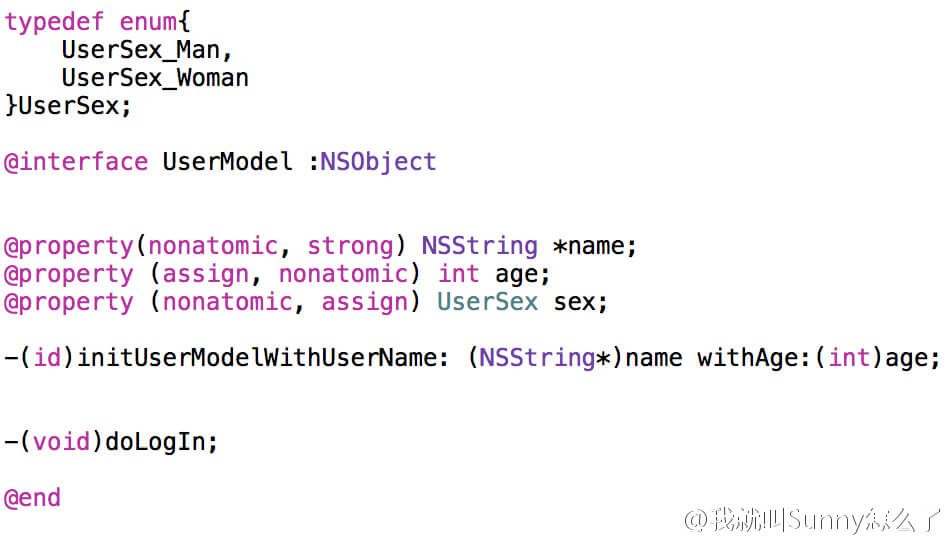 typedef enum{
    UserSex_Man,
    UserSex_Woman
}UserSex;
@interface UserModel :NSObject
@property(nonatomic, strong) NSString *name;
@property (assign, nonatomic) int age;
@property (nonatomic, assign) UserSex sex;
-(id)initUserModelWithUserName: (NSString*)name withAge:(int)age;
-(void)doLogIn;
@end
@我就叫Sunny怎么了